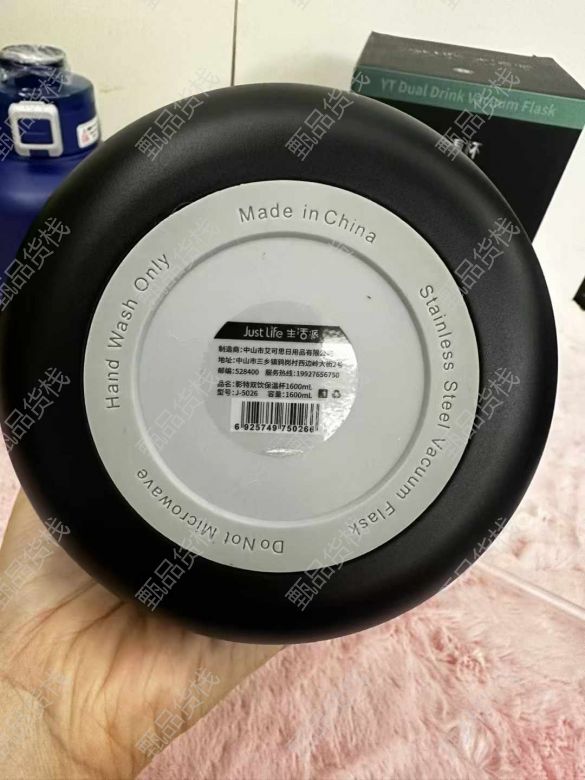 YT Dual Drink Vacuum Flask
Made in China
Stainless Steel Vacuum Flask
Do Not Microwave
Hand Wash Only
Just Life 生活派
制造商：中山市艾可思日用品有限公司
地址：中山市三乡镇鸦岗村西边岭大街2号
邮编：528400 服务热线：19927656750
品名：影特双饮保温杯1600mL
型号：J-5026 容量：1600mL
6 925749 750266
甄品货栈